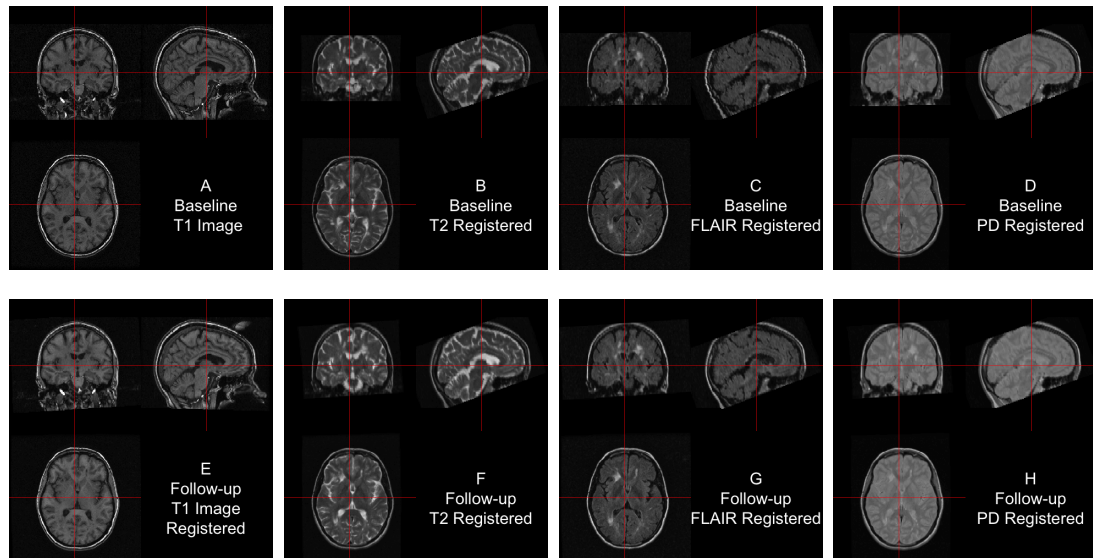 A
Baseline
T1 Image
B
Baseline
T2 Registered
C
Baseline
FLAIR Registered
D
Baseline
PD Registered
E
Follow-up
T1 Image
Registered
F
Follow-up
T2 Registered
G
Follow-up
FLAIR Registered
H
Follow-up
PD Registered